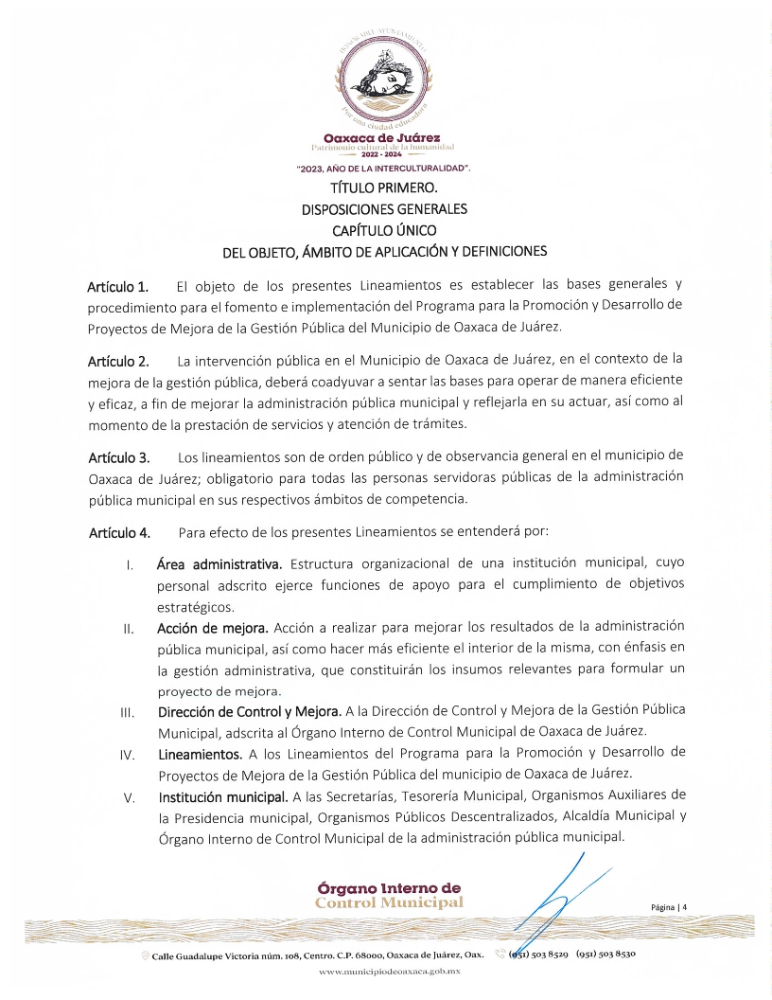 HONORABLE AYUNTAMIENTO
Por una ciudad educadora
Oaxaca de Juárez
Patrimonio cultural de la humanidad
2022 - 2024
"2023, AÑO DE LA INTERCULTURALIDAD".
TÍTULO PRIMERO.
DISPOSICIONES GENERALES
CAPÍTULO ÚNICO
DEL OBJETO, ÁMBITO DE APLICACIÓN Y DEFINICIONES
Artículo 1. El objeto de los presentes Lineamientos es establecer las bases generales y
procedimiento para el fomento e implementación del Programa para la Promoción y Desarrollo de
Proyectos de Mejora de la Gestión Pública del Municipio de Oaxaca de Juárez.
Artículo 2. La intervención pública en el Municipio de Oaxaca de Juárez, en el contexto de la
mejora de la gestión pública, deberá coadyuvar a sentar las bases para operar de manera eficiente
y eficaz, a fin de mejorar la administración pública municipal y reflejarla en su actuar, así como al
momento de la prestación de servicios y atención de trámites.
Artículo 3. Los lineamientos son de orden público y de observancia general en el municipio de
Oaxaca de Juárez; obligatorio para todas las personas servidoras públicas de la administración
pública municipal en sus respectivos ámbitos de competencia.
Artículo 4. Para efecto de los presentes Lineamientos se entenderá por:
I. Área administrativa. Estructura organizacional de una institución municipal, cuyo
personal adscrito ejerce funciones de apoyo para el cumplimiento de objetivos
estratégicos.
II. Acción de mejora. Acción a realizar para mejorar los resultados de la administración
pública municipal, así como hacer más eficiente el interior de la misma, con énfasis en
la gestión administrativa, que constituirán los insumos relevantes para formular un
proyecto de mejora.
III. Dirección de Control y Mejora. A la Dirección de Control y Mejora de la Gestión Pública
Municipal, adscrita al Órgano Interno de Control Municipal de Oaxaca de Juárez.
IV. Lineamientos. A los Lineamientos del Programa para la Promoción y Desarrollo de
Proyectos de Mejora de la Gestión Pública del municipio de Oaxaca de Juárez.
V. Institución municipal. A las Secretarías, Tesorería Municipal, Organismos Auxiliares de
la Presidencia municipal, Organismos Públicos Descentralizados, Alcaldía Municipal y
Órgano Interno de Control Municipal de la administración pública municipal.
Órgano Interno de
Control Municipal
Página | 4
Calle Guadalupe Victoria núm. 108, Centro. C.P. 68000, Oaxaca de Juárez, Oax. (951) 503 8529 (951) 503 8530
www.municipiodeoaxaca.gob.mx